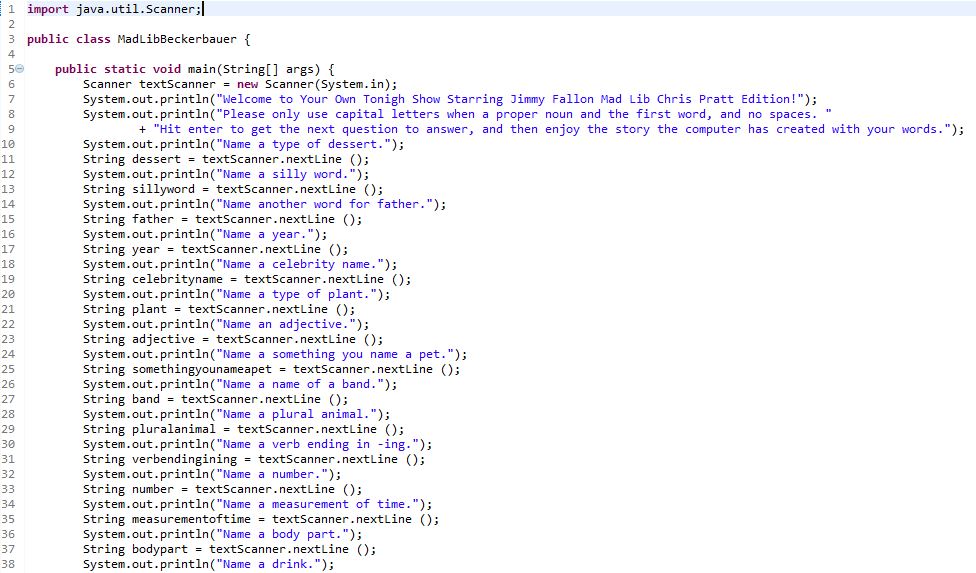 1 import java.util.Scanner;
2
3 public class MadLibBeckerbauer {
4
5 public static void main(String[] args) {
6 Scanner textScanner = new Scanner(System.in);
7 System.out.println("Welcome to Your Own Tonigh Show Starring Jimmy Fallon Mad Lib Chris Pratt Edition!");
8 System.out.println("Please only use capital letters when a proper noun and the first word, and no spaces. "
9 + "Hit enter to get the next question to answer, and then enjoy the story the computer has created with your words.");
10 System.out.println("Name a type of dessert.");
11 String dessert = textScanner.nextLine ();
12 System.out.println("Name a silly word.");
13 String sillyword = textScanner.nextLine ();
14 System.out.println("Name another word for father.");
15 String father = textScanner.nextLine ();
16 System.out.println("Name a year.");
17 String year = textScanner.nextLine ();
18 System.out.println("Name a celebrity name.");
19 String celebrityname = textScanner.nextLine ();
20 System.out.println("Name a type of plant.");
21 String plant = textScanner.nextLine ();
22 System.out.println("Name an adjective.");
23 String adjective = textScanner.nextLine ();
24 System.out.println("Name a something you name a pet.");
25 String somethingyounameapet = textScanner.nextLine ();
26 System.out.println("Name a name of a band.");
27 String band = textScanner.nextLine ();
28 System.out.println("Name a plural animal.");
29 String pluralanimal = textScanner.nextLine ();
30 System.out.println("Name a verb ending in -ing.");
31 String verbendingining = textScanner.nextLine ();
32 System.out.println("Name a number.");
33 String number = textScanner.nextLine ();
34 System.out.println("Name a measurement of time.");
35 String measurementoftime = textScanner.nextLine ();
36 System.out.println("Name a body part.");
37 String bodypart = textScanner.nextLine ();
38 System.out.println("Name a drink.");